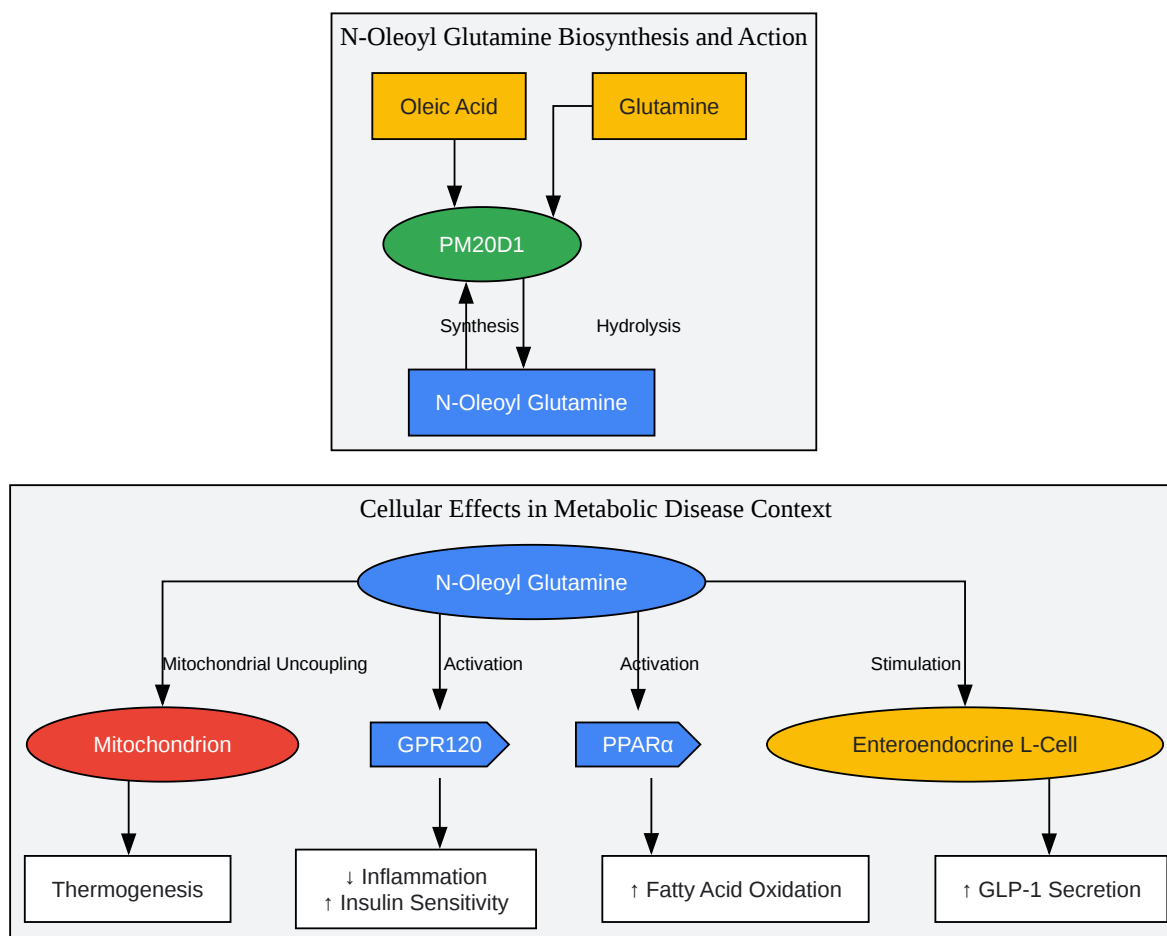 N-Oleoyl Glutamine Biosynthesis and Action
Oleic Acid
Glutamine
PM20D1
Synthesis
Hydrolysis
N-Oleoyl Glutamine
Cellular Effects in Metabolic Disease Context
N-Oleoyl Glutamine
Mitochondrial Uncoupling
Activation
Activation
Stimulation
Mitochondrion
GPR120
PPARα
Enteroendocrine L-Cell
Thermogenesis
↓ Inflammation
↑ Insulin Sensitivity
↑ Fatty Acid Oxidation
↑ GLP-1 Secretion